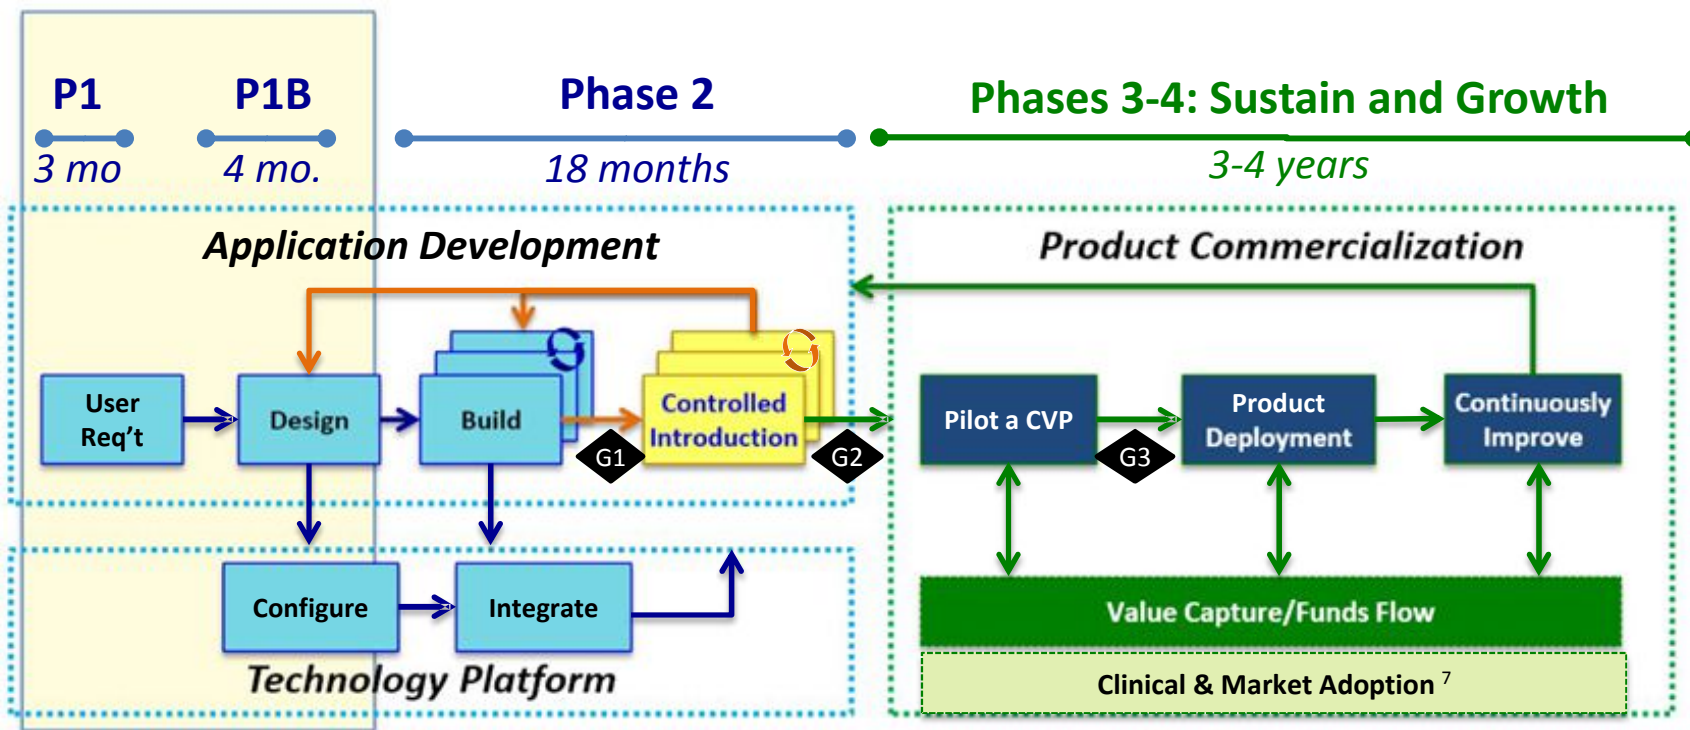 P1
P1B
Phase 2
Phases 3-4: Sustain and Growth
3 mo
4 mo.
18 months
3-4 years
Application Development
Product Commercialization
User
Req’t
Design
Build
Controlled
Introduction
Pilot a CVP
Product
Deployment
Continuously
Improve
G1
G2
G3
Configure
Integrate
Value Capture/Funds Flow
Technology Platform
Clinical & Market Adoption 7